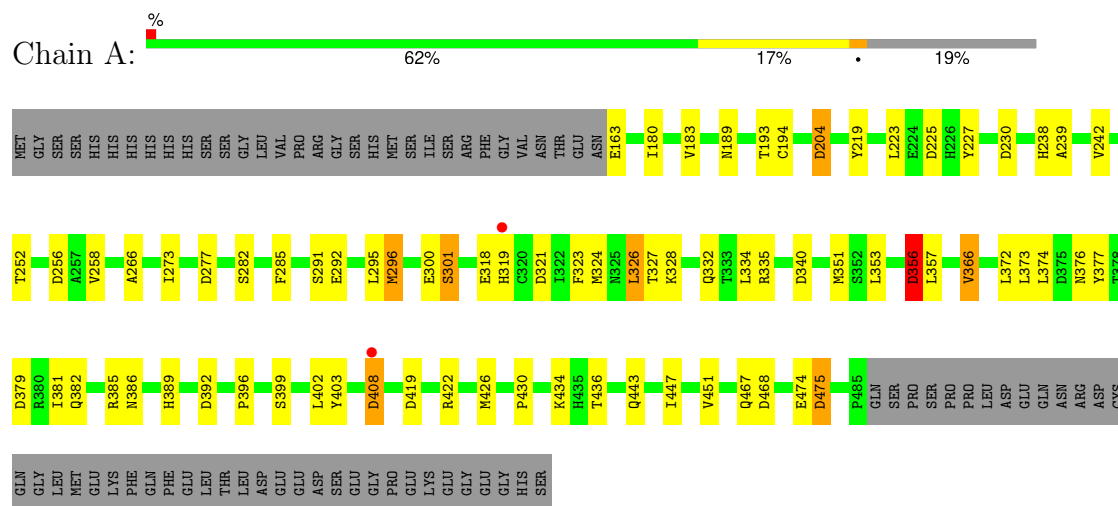 %
Chain A:
62% 17% • 19%
MET GLY SER SER HIS HIS HIS HIS HIS HIS SER SER GLY LEU VAL PRO ARG GLY SER HIS MET SER ILE SER ARG PHE GLY VAL ASN THR GLU ASN E163 I180 V183 N189 T193 C194 D204 Y219 L223 E224 D225 H226 Y227 D230 H238 A239 V242
T252 D256 A257 V258 A266 I273 D277 S282 F285 S291 E292 L295 M296 E300 S301 E318 H319 C320 D321 I322 F323 M324 N325 L326 T327 K328 Q332 T333 L334 R335 D340 M351 S352 L353 D356 L357 V366 L372 L373 L374 D375 N376 Y377 T378
D379 R380 I381 Q382 R385 N386 H389 D392 P396 S399 L402 Y403 D408 D419 R422 M426 P430 K434 H435 T436 Q443 I447 V451 Q467 D468 E474 D475 P485 GLN SER PRO SER PRO PRO LEU ASP GLU GLN ASN ARG ASP CYS
GLN GLY LEU MET GLU LYS PHE GLN PHE GLU LEU THR LEU ASP GLU GLU ASP SER GLU GLY PRO GLU LYS GLU GLY GLU GLY HIS SER